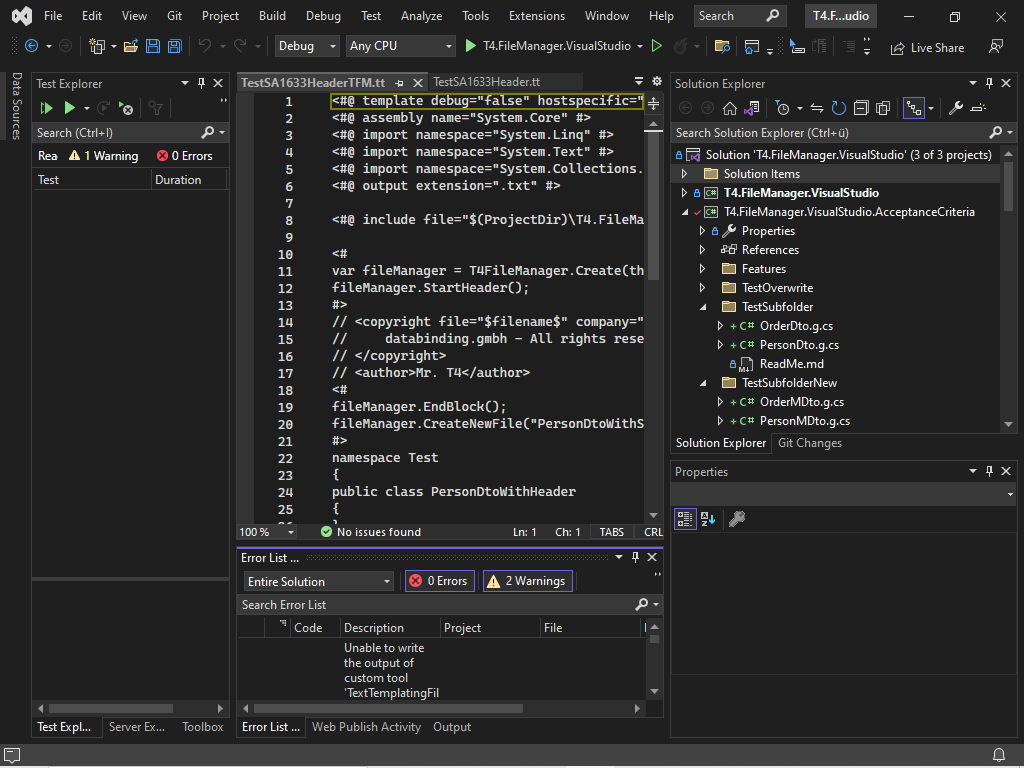 File Edit View Git Project Build Debug Test Analyze Tools Extensions Window Help Search T4.F...udio
Debug Any CPU T4.FileManager.VisualStudio Live Share
Data Sources
Test Explorer
Search (Ctrl+I)
Rea 1 Warning 0 Errors
Test Duration
TestSA1633HeaderTFM.tt TestSA1633Header.tt
1 <#@ template debug="false" hostspecific="
2 <#@ assembly name="System.Core" #>
3 <#@ import namespace="System.Linq" #>
4 <#@ import namespace="System.Text" #>
5 <#@ import namespace="System.Collections.
6 <#@ output extension=".txt" #>
7
8 <#@ include file="$(ProjectDir)\T4.FileMa
9
10 <#
11 var fileManager = T4FileManager.Create(th
12 fileManager.StartHeader();
13 #>
14 // <copyright file="$filename$" company="
15 //     databinding.gmbh - All rights rese
16 // </copyright>
17 // <author>Mr. T4</author>
18 <#
19 fileManager.EndBlock();
20 fileManager.CreateNewFile("PersonDtoWithS
21 #>
22 namespace Test
23 {
24 public class PersonDtoWithHeader
25 {
100 % No issues found Ln: 1 Ch: 1 TABS CRL
Error List ...
Entire Solution 0 Errors 2 Warnings
Search Error List
Code Description Project File
Unable to write
the output of
custom tool
'TextTemplatingFil
Solution Explorer
Search Solution Explorer (Ctrl+ü)
Solution 'T4.FileManager.VisualStudio' (3 of 3 projects)
Solution Items
C# T4.FileManager.VisualStudio
C# T4.FileManager.VisualStudio.AcceptanceCriteria
Properties
References
Features
TestOverwrite
TestSubfolder
+ C# OrderDto.g.cs
+ C# PersonDto.g.cs
M↓ ReadMe.md
TestSubfolderNew
+ C# OrderMDto.g.cs
+ C# PersonMDto.g.cs
Solution Explorer Git Changes
Properties
Test Expl... Server Ex... Toolbox
Error List ... Web Publish Activity Output